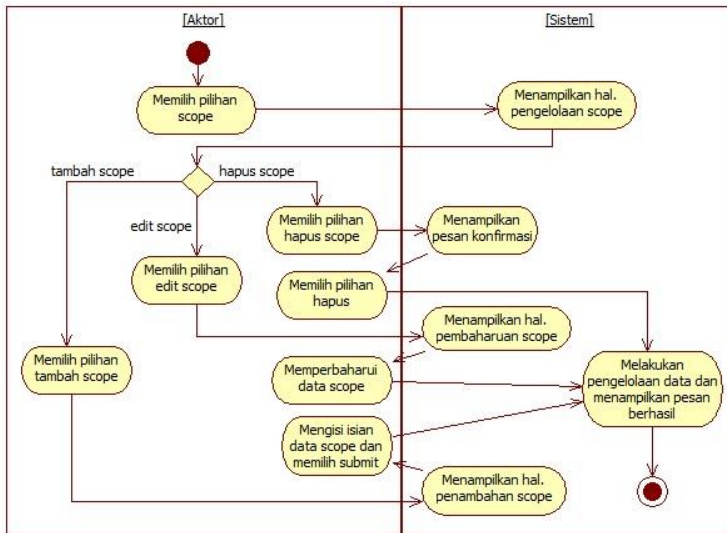 [Aktor]
[Sistem]
Memilih pilihan
scope
Menampilkan hal.
pengelolaan scope
tambah scope
hapus scope
edit scope
Memilih pilihan
hapus scope
Menampilkan
pesan konfirmasi
Memilih pilihan
edit scope
Memilih pilihan
hapus
Menampilkan hal.
pembaharuan scope
Memilih pilihan
tambah scope
Memperbaharui
data scope
Melakukan
pengelolaan data dan
menampilkan pesan
berhasil
Mengisi isian
data scope dan
memilih submit
Menampilkan hal.
penambahan scope